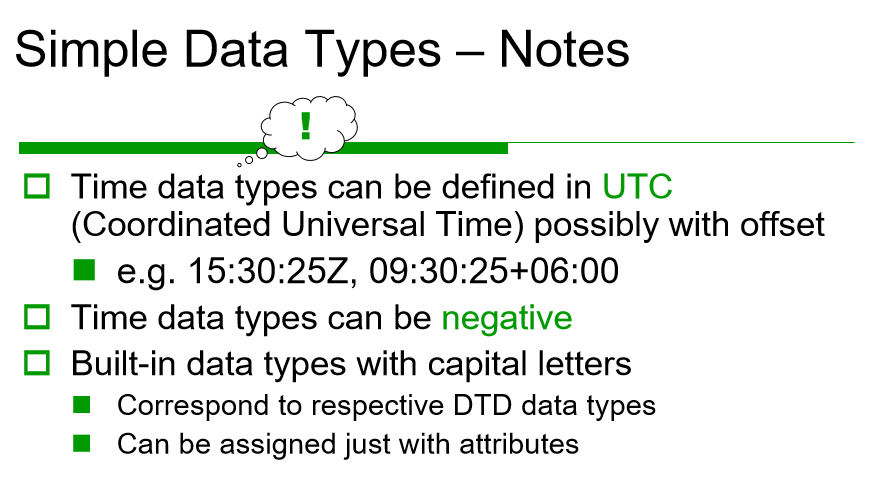 Simple Data Types – Notes
!
Time data types can be defined in UTC
(Coordinated Universal Time) possibly with offset
e.g. 15:30:25Z, 09:30:25+06:00
Time data types can be negative
Built-in data types with capital letters
Correspond to respective DTD data types
Can be assigned just with attributes